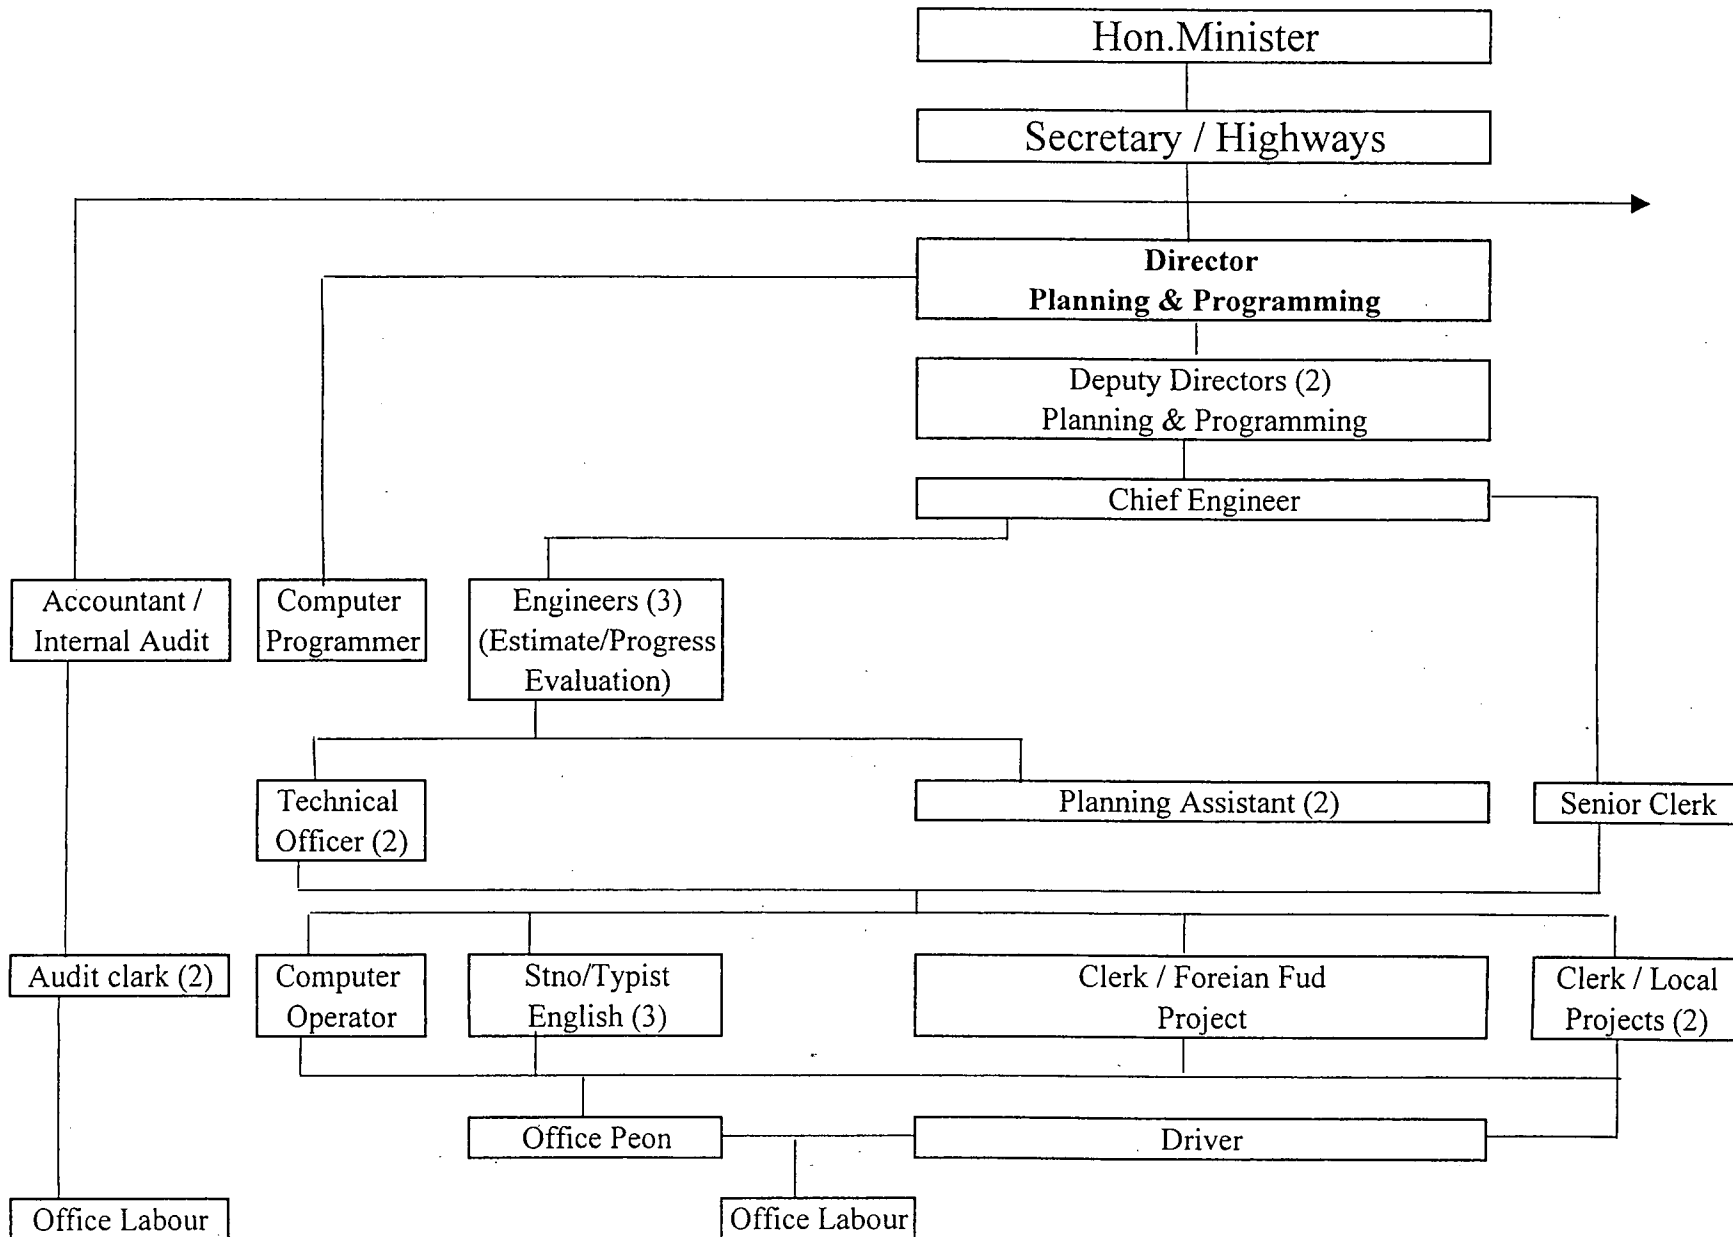 Hon.Minister
Secretary / Highways
Director
Planning & Programming
Deputy Directors (2)
Planning & Programming
Chief Engineer
Accountant /
Internal Audit
Computer
Programmer
Engineers (3)
(Estimate/Progress
Evaluation)
Technical
Officer (2)
Planning Assistant (2)
Senior Clerk
Audit clark (2)
Computer
Operator
Stno/Typist
English (3)
Clerk / Foreian Fud
Project
Clerk / Local
Projects (2)
Office Peon
Driver
Office Labour
Office Labour